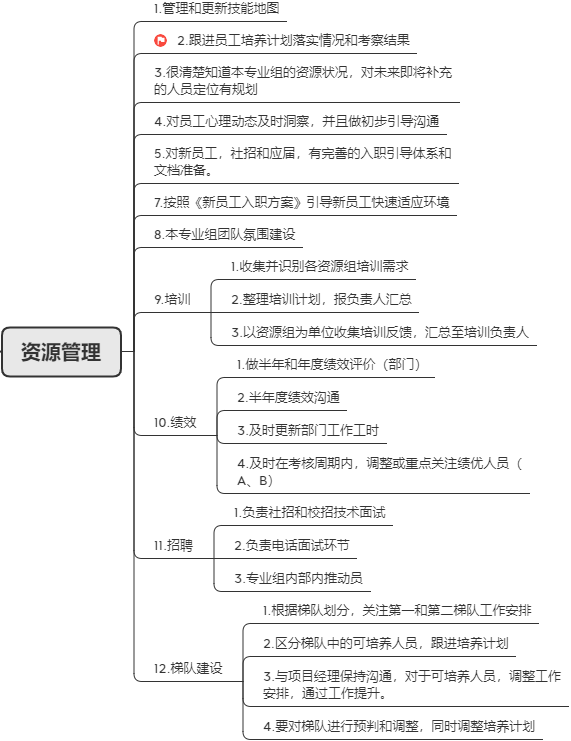 1.管理和更新技能地图
2.跟进员工培养计划落实情况和考察结果
3.很清楚知道本专业组的资源状况，对未来即将补充
的人员定位有规划
4.对员工心理动态及时洞察，并且做初步引导沟通
5.对新员工，社招和应届，有完善的入职引导体系和
文档准备。
7.按照《新员工入职方案》引导新员工快速适应环境
8.本专业组团队氛围建设
资源管理
9.培训
1.收集并识别各资源组培训需求
2.整理培训计划，报负责人汇总
3.以资源组为单位收集培训反馈，汇总至培训负责人
10.绩效
1.做半年和年度绩效评价（部门）
2.半年度绩效沟通
3.及时更新部门工作工时
4.及时在考核周期内，调整或重点关注绩优人员（
A、B）
11.招聘
1.负责社招和校招技术面试
2.负责电话面试环节
3.专业组内部内推动员
12.梯队建设
1.根据梯队划分，关注第一和第二梯队工作安排
2.区分梯队中的可培养人员，跟进培养计划
3.与项目经理保持沟通，对于可培养人员，调整工作
安排，通过工作提升。
4.要对梯队进行预判和调整，同时调整培养计划